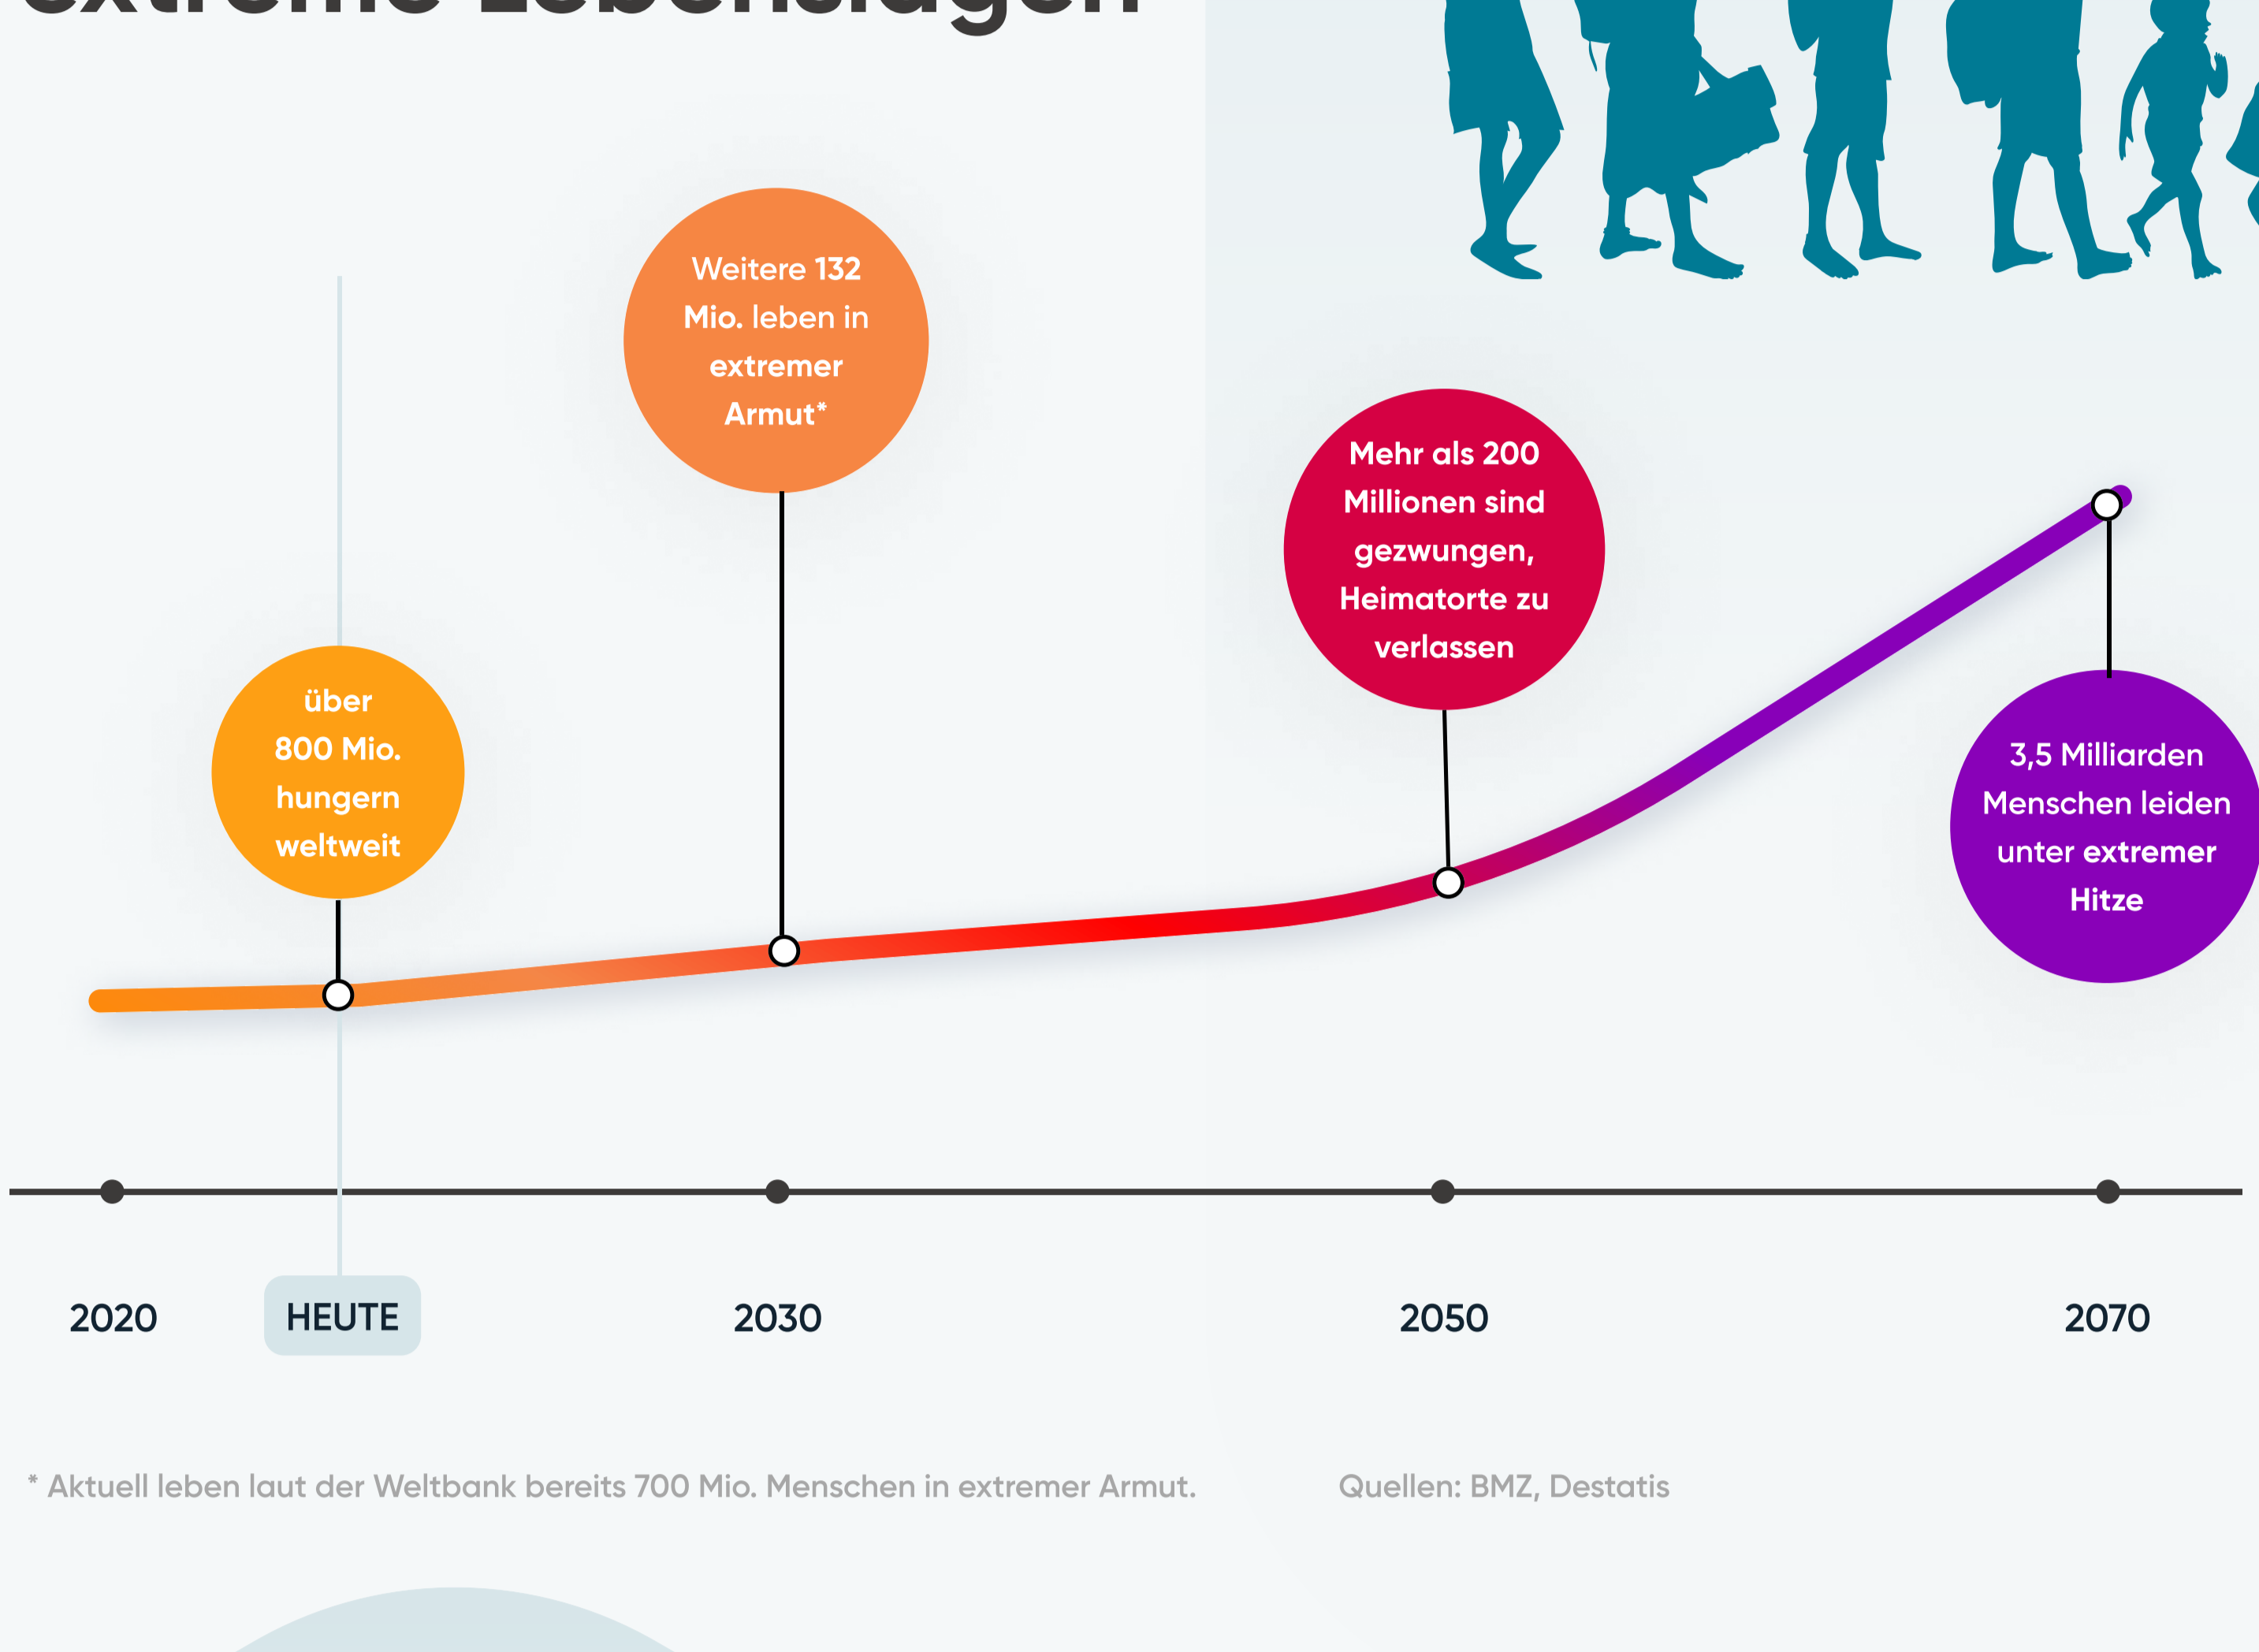 extreme Lebenslagen
Weitere 132
Mio. leben in
extremer
Armut*
Mehr als 200
Millionen sind
gezwungen,
Heimatorte zu
verlassen
über
800 Mio.
hungern
weltweit
3,5 Milliarden
Menschen leiden
unter extremer
Hitze
2020
HEUTE
2030
2050
2070
* Aktuell leben laut der Weltbank bereits 700 Mio. Menschen in extremer Armut.
Quellen: BMZ, Destatis